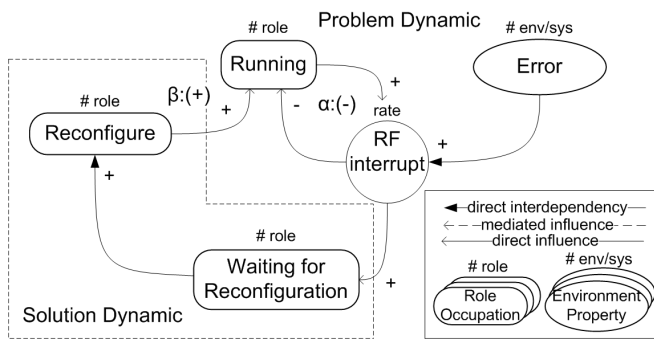 Problem Dynamic
# role
# env/sys
Running
Error
β:(+)
+
-
α:(-)
+
# role
Reconfigure
rate
RF
interrupt
+
+
# role
Waiting for
Reconfiguration
+
Solution Dynamic
direct interdependency
mediated influence
direct influence
# role
# env/sys
Role
Occupation
Environment
Property